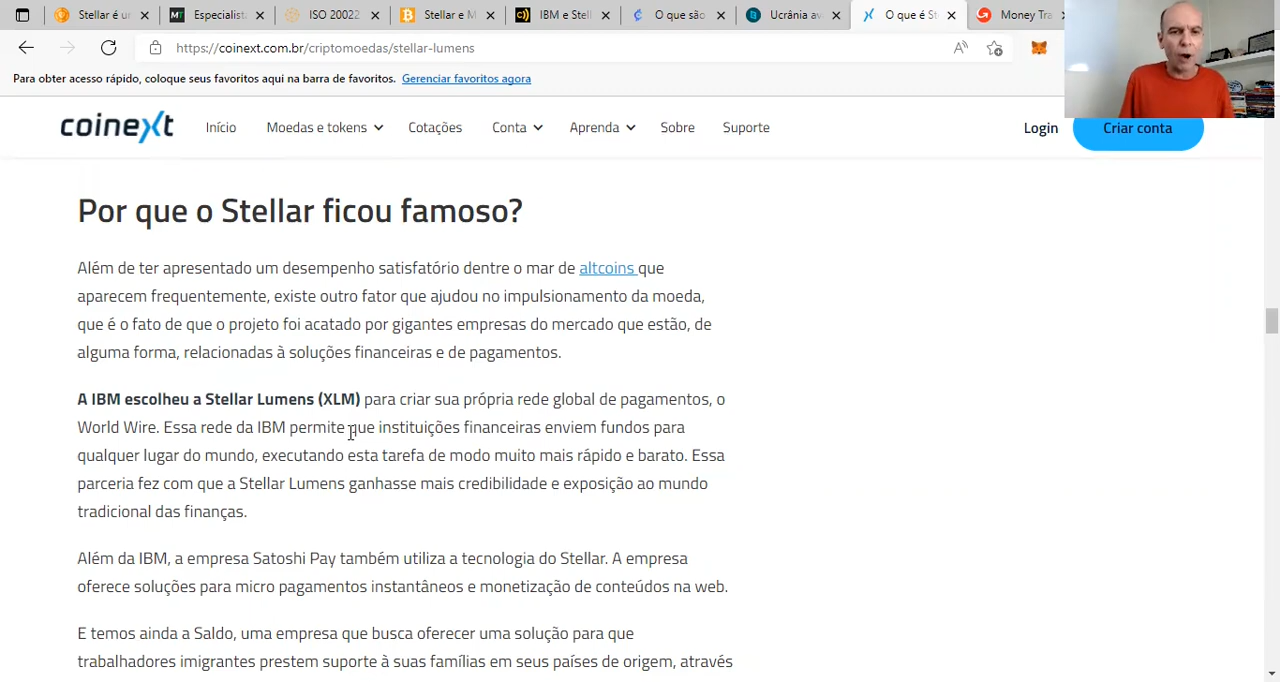 Stellar é ur
Especialist
ISO 20022
Stellar e M
IBM e Stell
O que são
Ucrânia av
O que é St
Money Tra
https://coinext.com.br/criptomoedas/stellar-lumens
Para obter acesso rápido, coloque seus favoritos aqui na barra de favoritos. Gerenciar favoritos agora
coinext Início Moedas e tokens Cotações Conta Aprenda Sobre Suporte Login Criar conta
Por que o Stellar ficou famoso?
Além de ter apresentado um desempenho satisfatório dentre o mar de altcoins que
aparecem frequentemente, existe outro fator que ajudou no impulsionamento da moeda,
que é o fato de que o projeto foi acatado por gigantes empresas do mercado que estão, de
alguma forma, relacionadas à soluções financeiras e de pagamentos.
A IBM escolheu a Stellar Lumens (XLM) para criar sua própria rede global de pagamentos, o
World Wire. Essa rede da IBM permite que instituições financeiras enviem fundos para
qualquer lugar do mundo, executando esta tarefa de modo muito mais rápido e barato. Essa
parceria fez com que a Stellar Lumens ganhasse mais credibilidade e exposição ao mundo
tradicional das finanças.
Além da IBM, a empresa Satoshi Pay também utiliza a tecnologia do Stellar. A empresa
oferece soluções para micro pagamentos instantâneos e monetização de conteúdos na web.
E temos ainda a Saldo, uma empresa que busca oferecer uma solução para que
trabalhadores imigrantes prestem suporte à suas famílias em seus países de origem, através